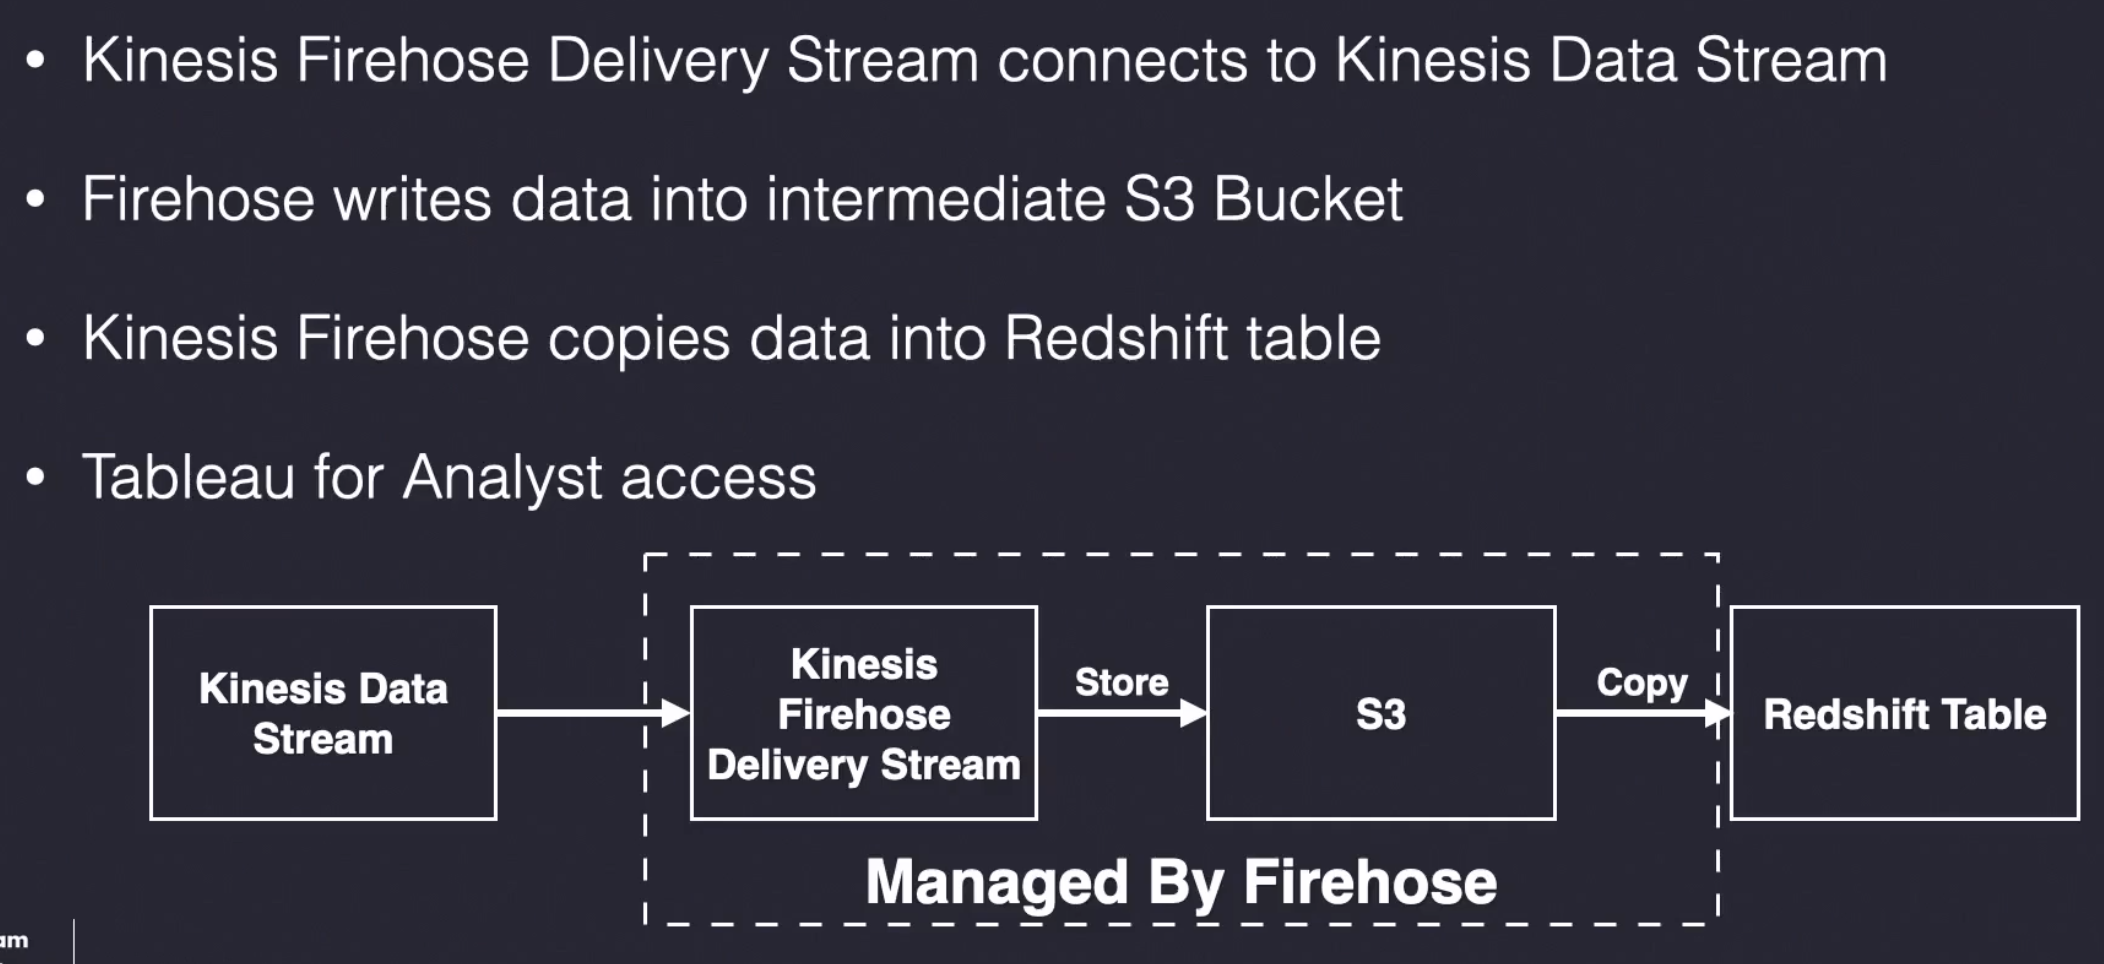 • Kinesis Firehose Delivery Stream connects to Kinesis Data Stream
• Firehose writes data into intermediate S3 Bucket
• Kinesis Firehose copies data into Redshift table
• Tableau for Analyst access
Kinesis Data
Stream
Kinesis
Firehose
Delivery Stream
Store
S3
Copy
Redshift Table
Managed By Firehose